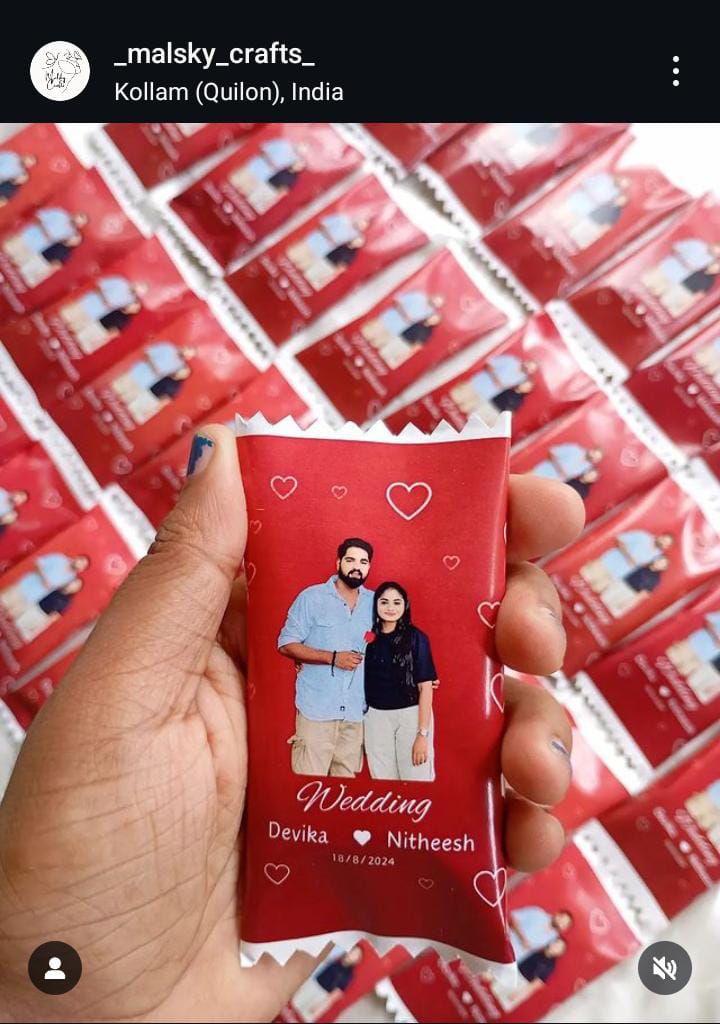 _malsky_crafts_
Kollam (Quilon), India
Wedding
Devika Nitheesh
18/8/2024